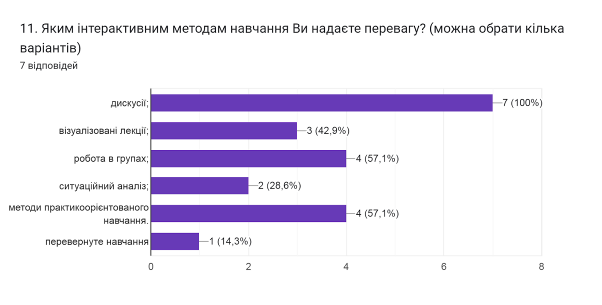 11. Яким інтерактивним методам навчання Ви надаєте перевагу? (можна обрати кілька
варіантів)
7 відповідей
дискусії;
7 (100%)
візуалізовані лекції;
3 (42,9%)
робота в групах;
4 (57,1%)
ситуаційний аналіз;
2 (28,6%)
методи практикоорієнтованого
навчання.
4 (57,1%)
перевернуте навчання
1 (14,3%)
0 2 4 6 8